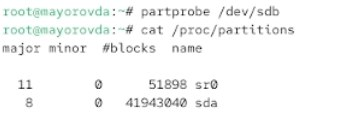 root@mayorovda:~# partprobe /dev/sdb
root@mayorovda:~# cat /proc/partitions
major minor  #blocks  name

  11        0      51898 sr0
   8        0   41943040 sda